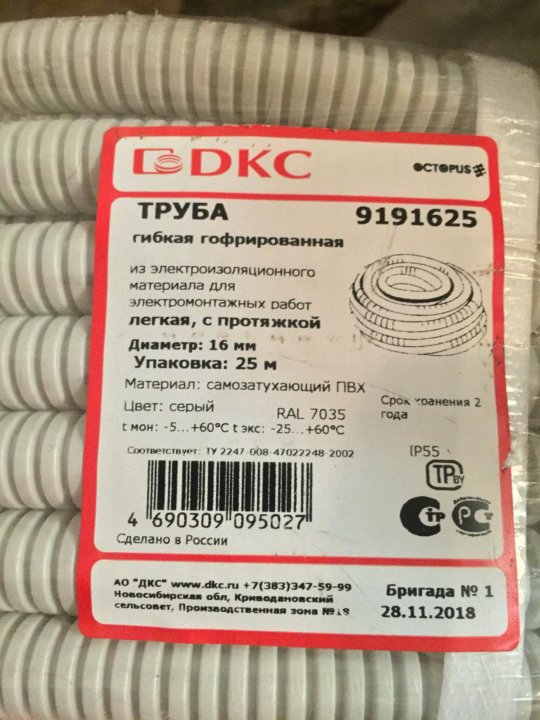 DKC
OCTOPUS
ТРУБА 9191625
гибкая гофрированная
из электроизоляционного
материала для
электромонтажных работ
легкая, с протяжкой
Диаметр: 16 мм
Упаковка: 25 м
Материал: самозатухающий ПВХ
Цвет: серый RAL 7035
Срок хранения 2
года
t мон: -5...+60°C t экс: -25...+60°C
Соответствует: ТУ 2247-008-47022248-2002
IP55
TP BY
4 690309 095027
Сделано в России
АО "ДКС" www.dkc.ru +7(383)347-59-99
Новосибирская обл, Криводановский
сельсовет, Производственная зона №18
Бригада № 1
28.11.2018